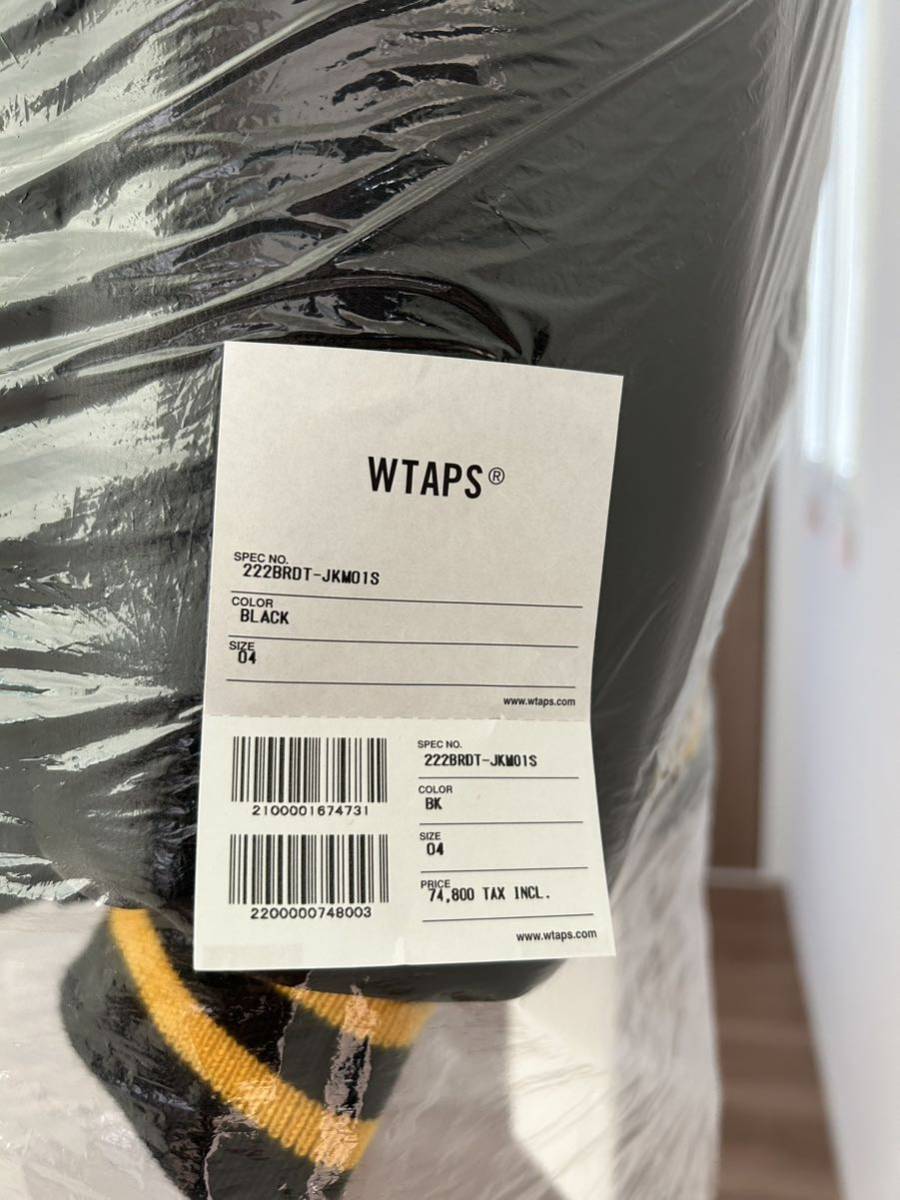 WTAPS®
SPEC NO.
222BRDT-JKM01S
COLOR
BLACK
SIZE
04
www.wtaps.com
2100001674731
2200000748003
SPEC NO.
222BRDT-JKM01S
COLOR
BK
SIZE
04
PRICE
74,800 TAX INCL.
www.wtaps.com